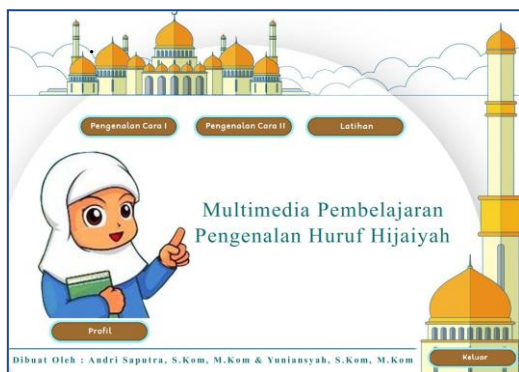 Pengenalan Cara I
Pengenalan Cara II
Latihan
Multimedia Pembelajaran
Pengenalan Huruf Hijaiyah
Profil
Keluar
Dibuat Oleh : Andri Saputra, S.Kom, M.Kom & Yuniansyah, S.Kom, M.Kom